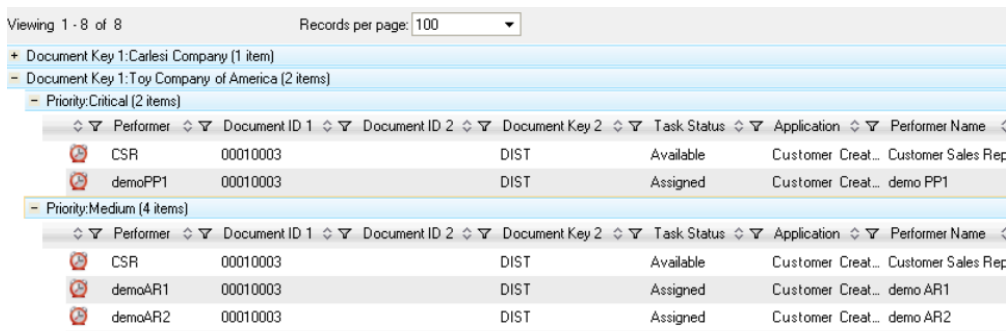 Viewing 1 - 8 of 8 Records per page: 100
Document Key 1:Carlesi Company (1 item)
Document Key 1:Toy Company of America (2 items)
Priority:Critical (2 items)
Performer Document ID 1 Document ID 2 Document Key 2 Task Status Application Performer Name
CSR 00010003 DIST Available Customer Creat... Customer Sales Rep
demoPP1 00010003 DIST Assigned Customer Creat... demo PP1
Priority:Medium (4 items)
Performer Document ID 1 Document ID 2 Document Key 2 Task Status Application Performer Name
CSR 00010003 DIST Available Customer Creat... Customer Sales Rep
demoAR1 00010003 DIST Assigned Customer Creat... demo AR1
demoAR2 00010003 DIST Assigned Customer Creat... demo AR2